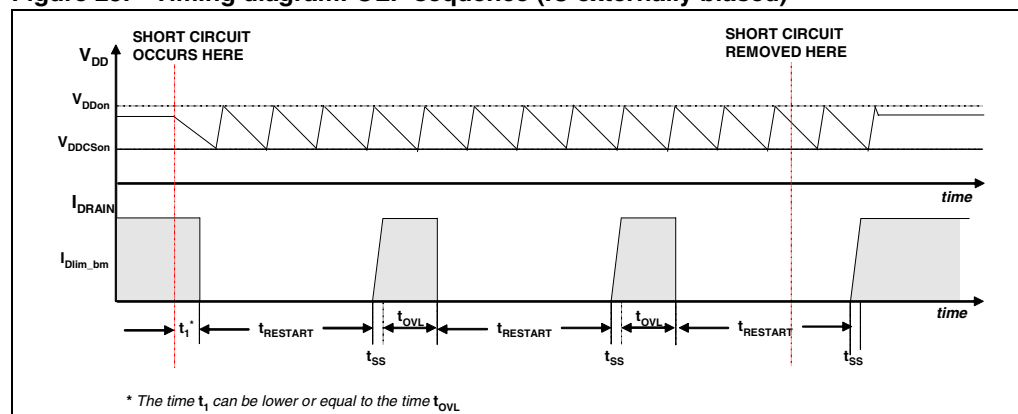 Timing diagram: OLP sequence (IC externally biased)
SHORT CIRCUIT
OCCURS HERE
SHORT CIRCUIT
REMOVED HERE
VDD
VDDon
VDDCSon
time
IDRAIN
IDlim_bm
time
t1* tRESTART tOVL tRESTART tOVL tRESTART
tSS tSS tSS
* The time t1 can be lower or equal to the time tOVL